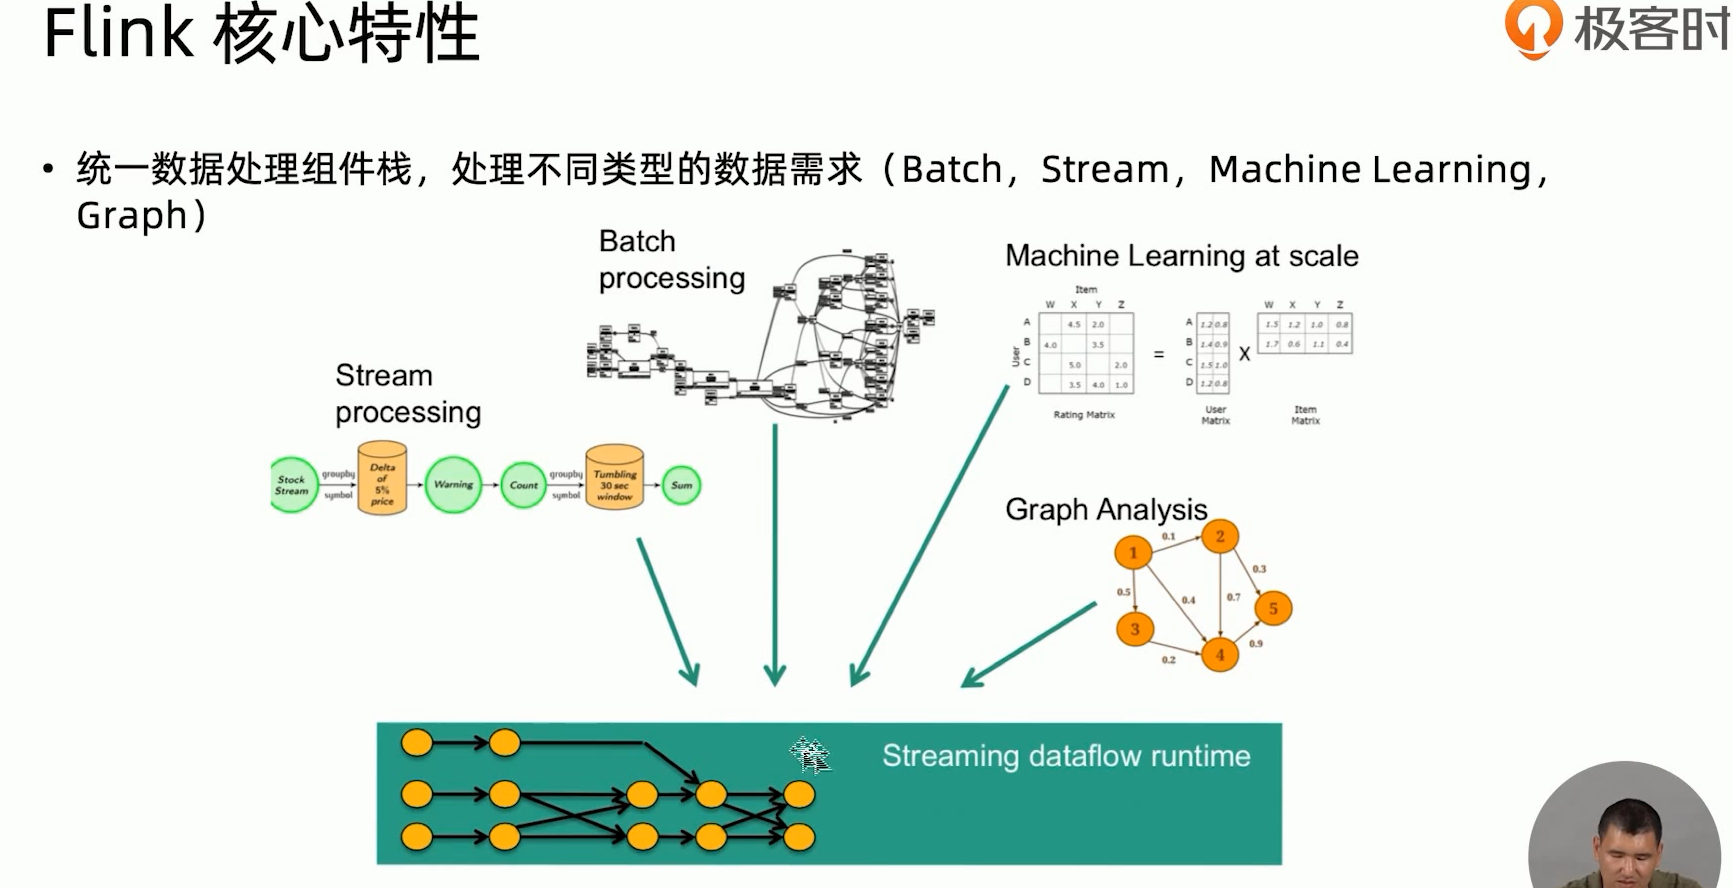 Flink 核心特性
极客时
• 统一数据处理组件栈，处理不同类型的数据需求（Batch，Stream，Machine Learning，
Graph）
Batch
processing
Machine Learning at scale
Item
W X Y Z
W X Y Z
User
A 4.5 2.0
B 4.0 3.5
C 5.0 2.0
D 3.5 4.0 1.0
Rating Matrix
=
A 1.2 0.8
B 1.4 0.9
C 1.5 1.0
D 1.2 0.8
User
Matrix
X
1.5 1.2 1.0 0.8
1.7 0.6 1.1 0.4
Item
Matrix
Stream
processing
Stock
Stream
groupby
symbol
Delta
of
5%
price
Warning
Count
groupby
symbol
Tumbling
30 sec
window
Sum
Graph Analysis
1
2
3
4
5
0.1
0.3
0.5
0.4
0.7
0.9
0.2
Streaming dataflow runtime